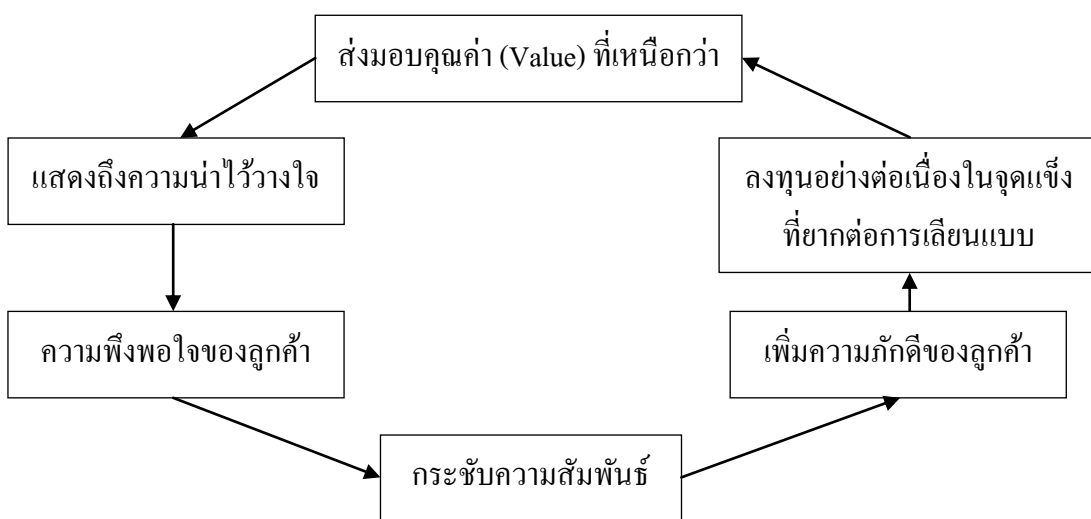 ส่งมอบคุณค่า (Value) ที่เหนือกว่า
แสดงถึงความน่าไว้วางใจ
ลงทุนอย่างต่อเนื่องในจุดแข็ง
ที่ยากต่อการเลียนแบบ
ความพึงพอใจของลูกค้า
เพิ่มความภักดีของลูกค้า
กระชับความสัมพันธ์